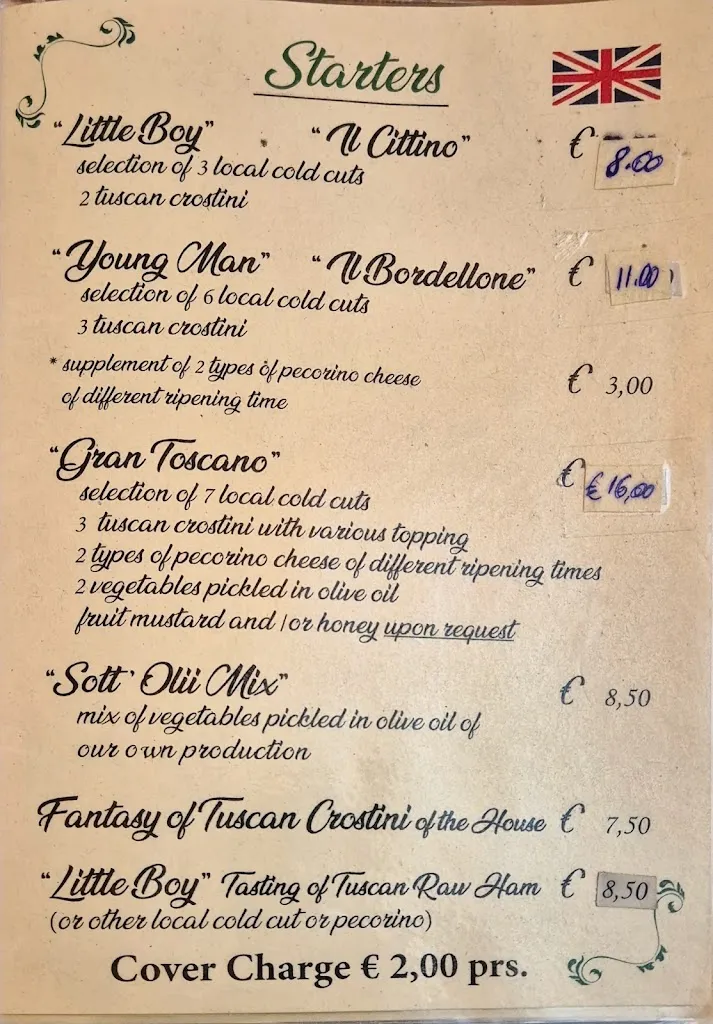 Starters
"Little Boy" "Il Cittino" € 8.00
selection of 3 local cold cuts
2 tuscan crostini
"Young Man" "Il Bordellone" € 11.00
selection of 6 local cold cuts
3 tuscan crostini
* supplement of 2 types of pecorino cheese
of different ripening time € 3,00
"Gran Toscano" € €16,00
selection of 7 local cold cuts
3 tuscan crostini with various topping
2 types of pecorino cheese of different ripening times
2 vegetables pickled in olive oil
fruit mustard and /or honey upon request
"Sott' Olii Mix" € 8,50
mix of vegetables pickled in olive oil of
our own production
Fantasy of Tuscan Crostini of the House € 7,50
"Little Boy" Tasting of Tuscan Raw Ham € 8,50
(or other local cold cut or pecorino)
Cover Charge € 2,00 prs.